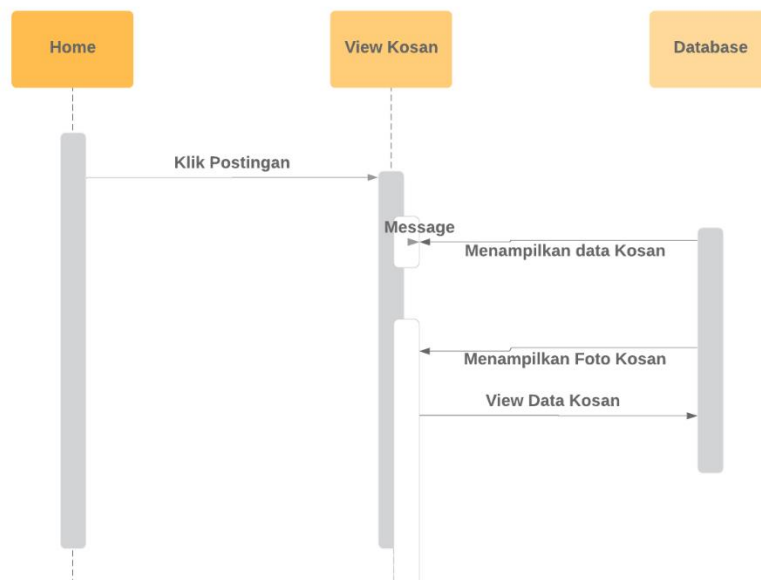 Home
View Kosan
Database
Klik Postingan
Message
Menampilkan data Kosan
Menampilkan Foto Kosan
View Data Kosan